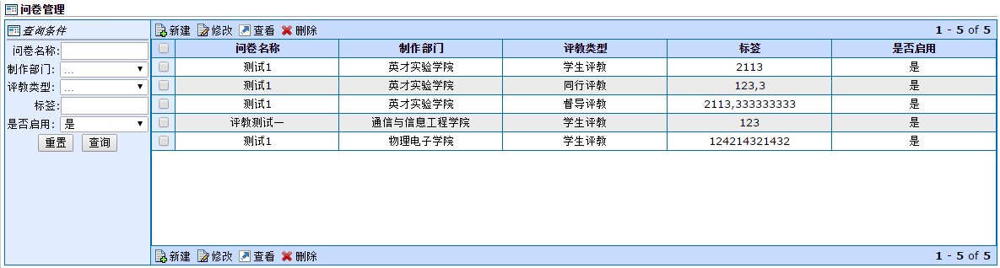 问卷管理
查询条件
问卷名称:
制作部门: ...
评教类型: ...
标签:
是否启用: 是
重置 查询
新建 修改 查看 删除 1 - 5 of 5
问卷名称 制作部门 评教类型 标签 是否启用
测试1 英才实验学院 学生评教 2113 是
测试1 英才实验学院 同行评教 123,3 是
测试1 英才实验学院 督导评教 2113,333333333 是
评教测试一 通信与信息工程学院 学生评教 123 是
测试1 物理电子学院 学生评教 124214321432 是
新建 修改 查看 删除 1 - 5 of 5